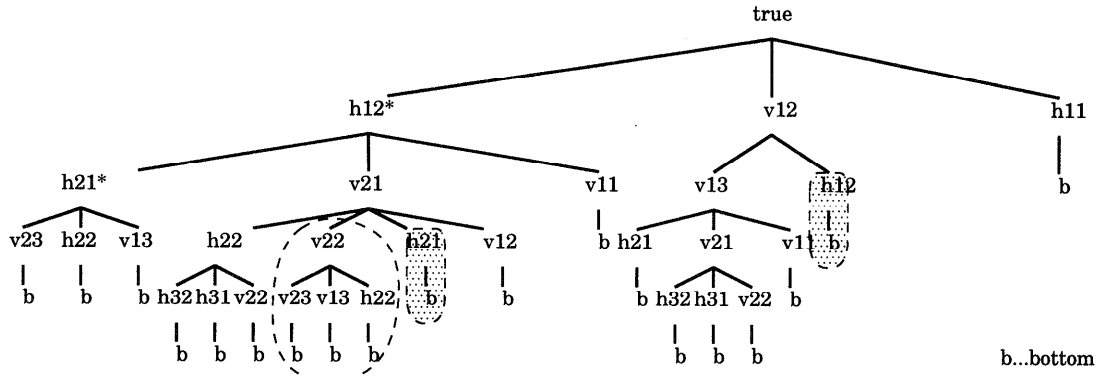 true
h12* v12 h11
h21* v21 v11 v13 h12 b
v23 h22 v13 h22 v22 h21 v12 b h21 v21 v11 b
b b b h32 h31 v22 v23 v13 h22 b b b h32 h31 v22 b
b b b b b b b b b b...bottom